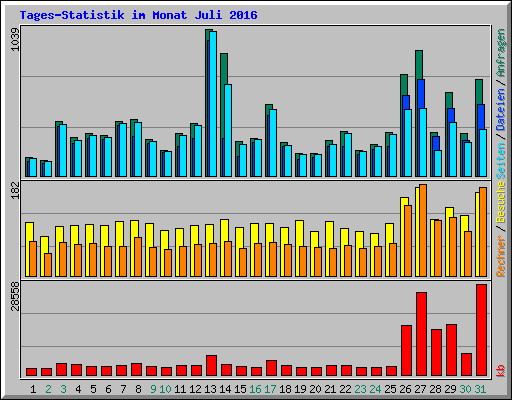 Tages-Statistik im Monat Juli 2016
1039
182
28558
Rechner / Besuche Seiten / Dateien / Anfragen
kb
1 2 3 4 5 6 7 8 9 10 11 12 13 14 15 16 17 18 19 20 21 22 23 24 25 26 27 28 29 30 31